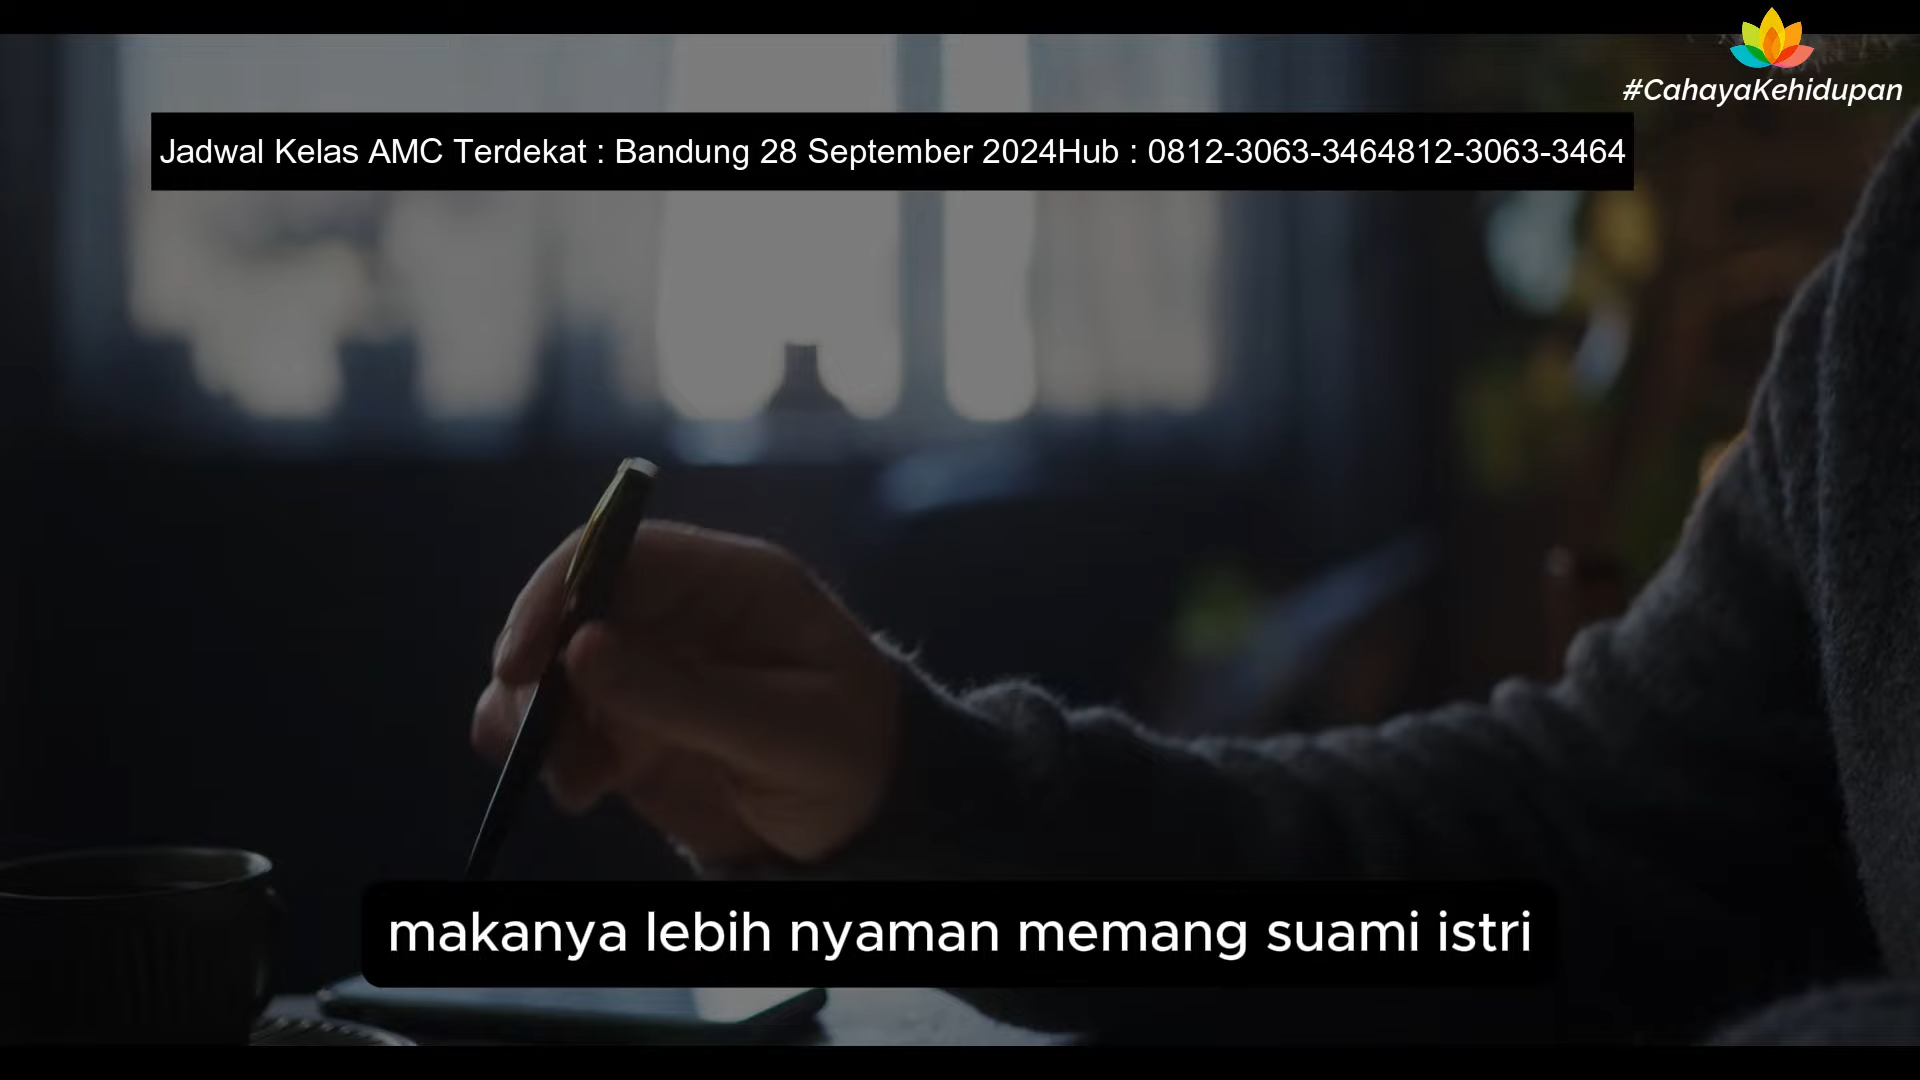 #CahayaKehidupan
Jadwal Kelas AMC Terdekat : Bandung 28 September 2024Hub : 0812-3063-3464812-3063-3464
makanya lebih nyaman memang suami istri